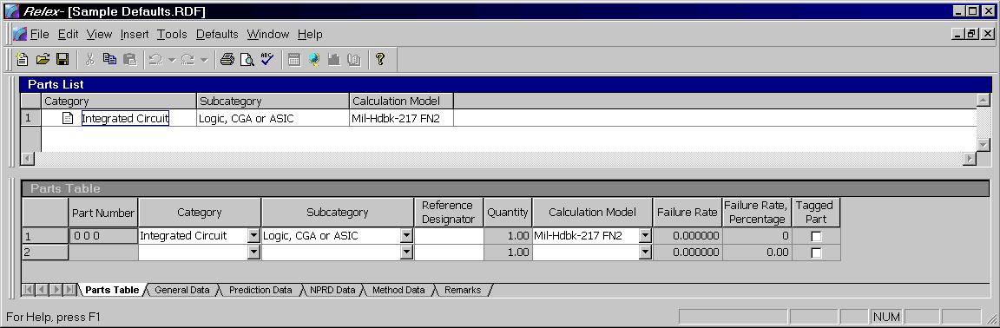 Relex- [Sample Defaults.RDF]
File Edit View Insert Tools Defaults Window Help
ABC ?
Parts List
Category Subcategory Calculation Model
1 Integrated Circuit Logic, CGA or ASIC Mil-Hdbk-217 FN2
Parts Table
Part Number Category Subcategory Reference Designator Quantity Calculation Model Failure Rate Failure Rate, Percentage Tagged Part
1 0 0 0 Integrated Circuit Logic, CGA or ASIC 1.00 Mil-Hdbk-217 FN2 0.000000 0
2 1.00 0.000000 0.00
Parts Table General Data Prediction Data NPRD Data Method Data Remarks
For Help, press F1 NUM